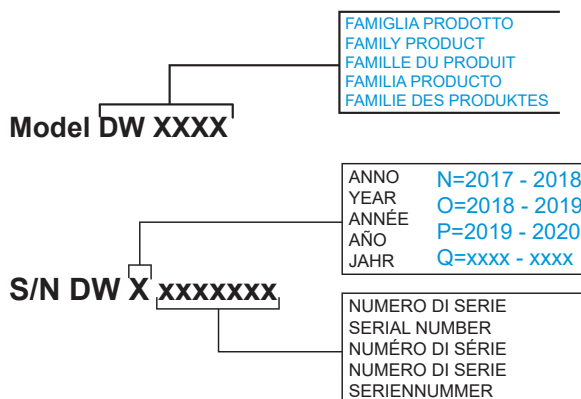 FAMIGLIA PRODOTTO
FAMILY PRODUCT
FAMILLE DU PRODUIT
FAMILIA PRODUCTO
FAMILIE DES PRODUKTES
Model DW XXXX
ANNO
YEAR
ANNÉE
AÑO
JAHR
N=2017 - 2018
O=2018 - 2019
P=2019 - 2020
Q=xxxx - xxxx
S/N DW X xxxxxxx
NUMERO DI SERIE
SERIAL NUMBER
NUMÉRO DI SÉRIE
NUMERO DI SERIE
SERIENNUMMER